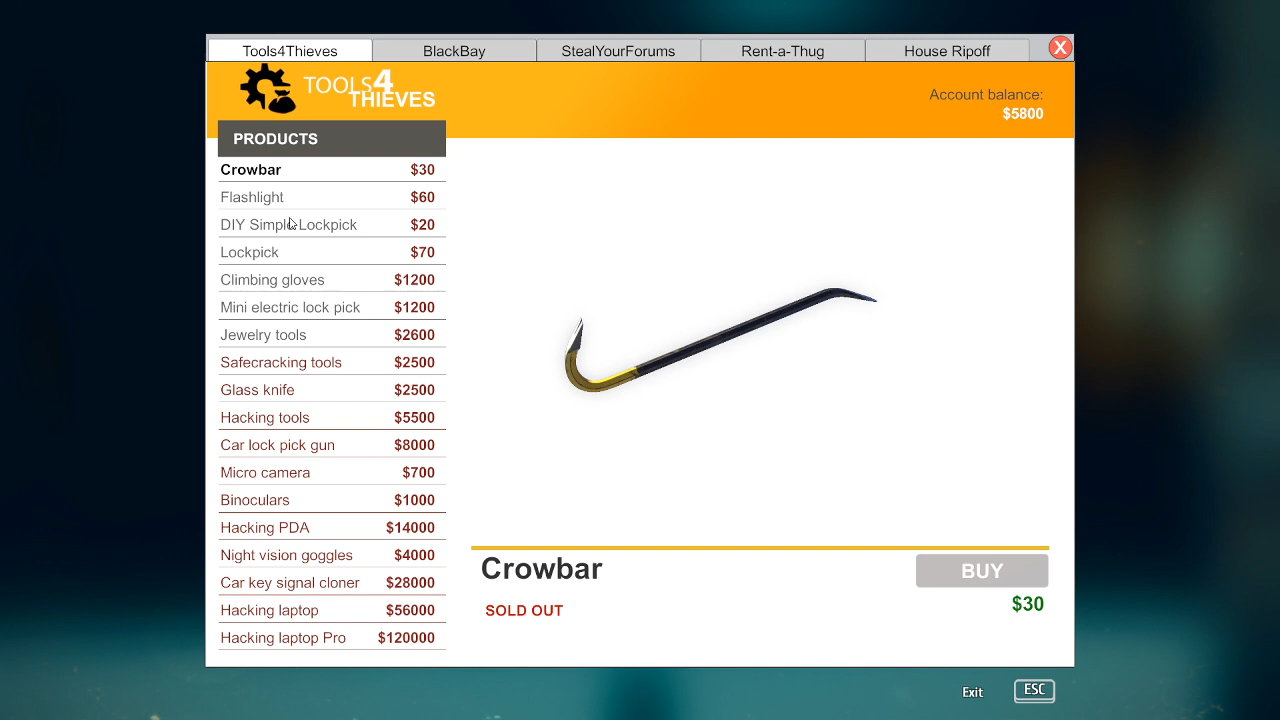 Tools4Thieves BlackBay StealYourForums Rent-a-Thug House Ripoff X
TOOLS4
THIEVES
Account balance:
$5800
PRODUCTS
Crowbar $30
Flashlight $60
DIY Simple Lockpick $20
Lockpick $70
Climbing gloves $1200
Mini electric lock pick $1200
Jewelry tools $2600
Safecracking tools $2500
Glass knife $2500
Hacking tools $5500
Car lock pick gun $8000
Micro camera $700
Binoculars $1000
Hacking PDA $14000
Night vision goggles $4000
Car key signal cloner $28000
Hacking laptop $56000
Hacking laptop Pro $120000
Crowbar BUY
SOLD OUT $30
Exit ESC